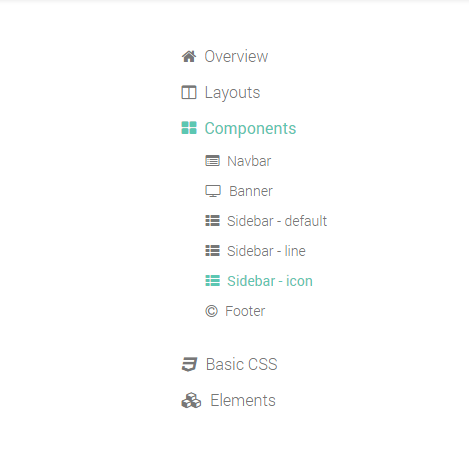 Overview
Layouts
Components
Navbar
Banner
Sidebar - default
Sidebar - line
Sidebar - icon
Footer
Basic CSS
Elements